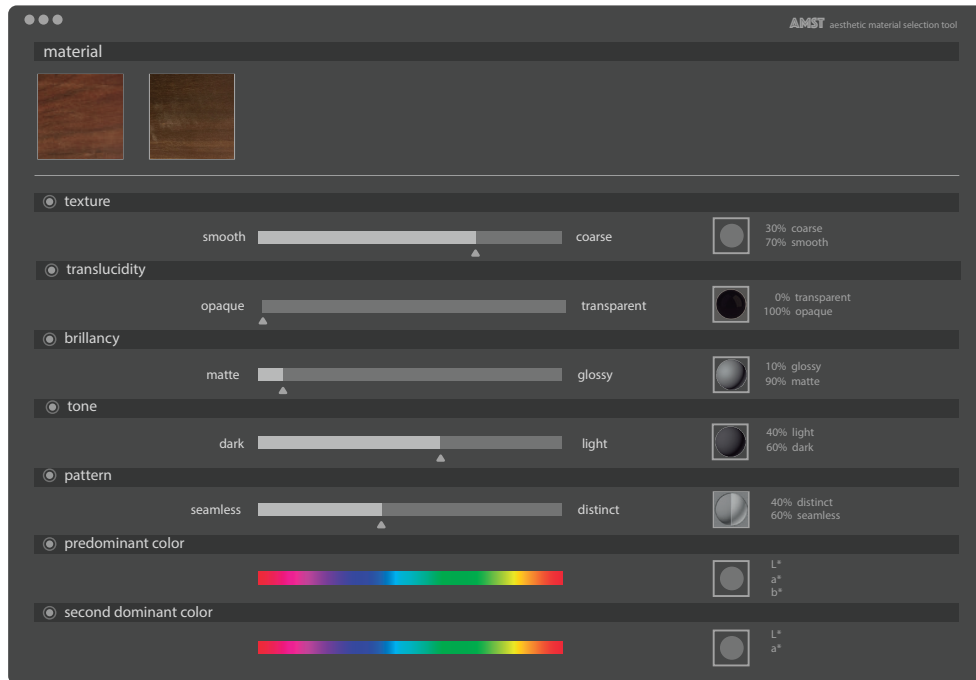 AMST aesthetic material selection tool
material
texture
smooth coarse 30% coarse
70% smooth
translucidity
opaque transparent 0% transparent
100% opaque
brillancy
matte glossy 10% glossy
90% matte
tone
dark light 40% light
60% dark
pattern
seamless distinct 40% distinct
60% seamless
predominant color
L*
a*
b*
second dominant color
L*
a*